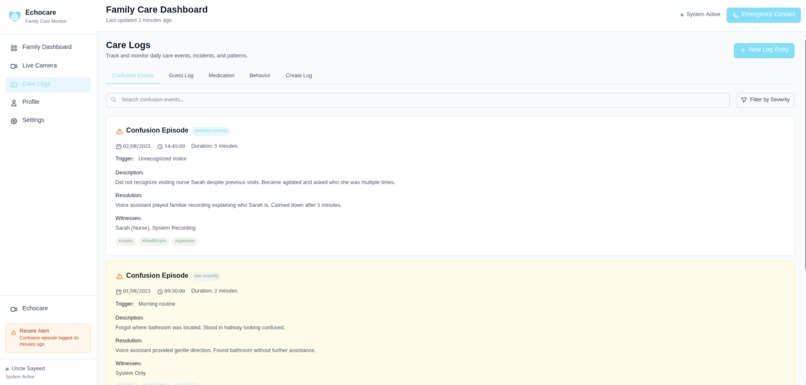 Echocare
Family Care Monitor
Family Dashboard
Live Camera
Care Logs
Profile
Settings
Echocare
Recent Alert
Confusion episode logged 10 minutes ago.
Uncle Sayeed
System Active
Family Care Dashboard
Last updated 2 minutes ago
System Active
Emergency Contact
Care Logs
Track and monitor daily care events, incidents, and patterns.
New Log Entry
Confusion Events
Guest Log
Medication
Behavior
Create Log
Search confusion events...
Filter by Severity
Confusion Episode
medium severity
02/08/2025 14:45:00 Duration: 5 minutes
Trigger: Unrecognized visitor
Description:
Did not recognize visiting nurse Sarah despite previous visits. Became agitated and asked who she was multiple times.
Resolution:
Voice assistant played familiar recording explaining who Sarah is. Calmed down after 5 minutes.
Witnesses:
Sarah (Nurse), System Recording
#visitor #healthcare #agitation
Confusion Episode
low severity
01/08/2025 09:30:00 Duration: 2 minutes
Trigger: Morning routine
Description:
Forgot where bathroom was located. Stood in hallway looking confused.
Resolution:
Voice assistant provided gentle direction. Found bathroom without further assistance.
Witnesses:
System Only